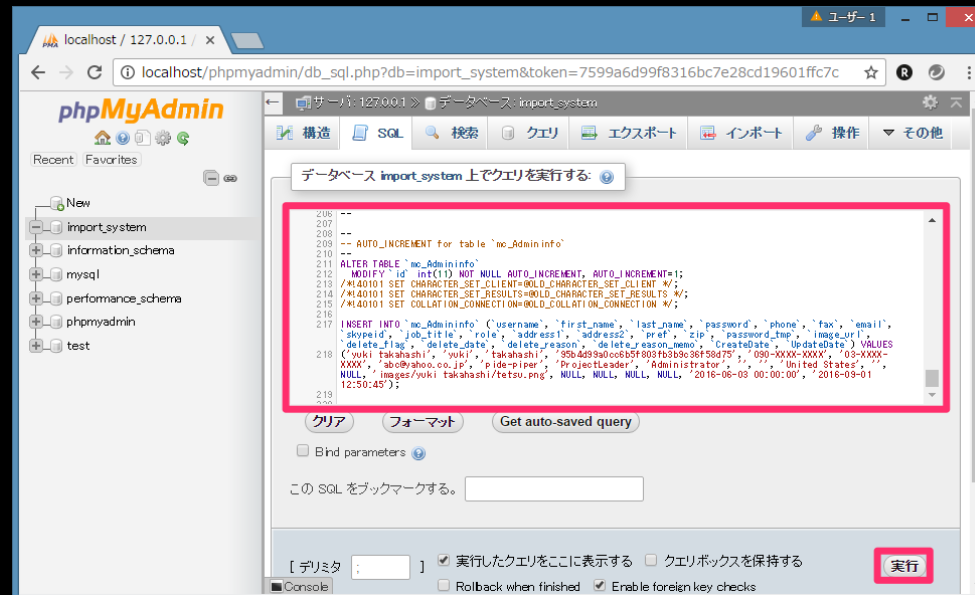 ユーザー 1
localhost / 127.0.0.1 /
localhost/phpmyadmin/db_sql.php?db=import_system&token=7599a6d99f8316bc7e28cd19601ffc7c
phpMyAdmin
Recent Favorites
New
import_system
information_schema
mysql
performance_schema
phpmyadmin
test
サーバ: 127.0.0.1 » データベース: import_system
構造 SQL 検索 クエリ エクスポート インポート 操作 その他
データベース import_system 上でクエリを実行する:
206 --
207
208 --
209 -- AUTO_INCREMENT for table `mc_Admininfo`
210 --
211 ALTER TABLE `mc_Admininfo`
212 MODIFY `id` int(11) NOT NULL AUTO_INCREMENT, AUTO_INCREMENT=1;
213 /*!40101 SET CHARACTER_SET_CLIENT=@OLD_CHARACTER_SET_CLIENT */;
214 /*!40101 SET CHARACTER_SET_RESULTS=@OLD_CHARACTER_SET_RESULTS */;
215 /*!40101 SET COLLATION_CONNECTION=@OLD_COLLATION_CONNECTION */;
216
217 INSERT INTO `mc_Admininfo` (`username`, `first_name`, `last_name`, `password`, `phone`, `fax`, `email`,
`skypeid`, `job_title`, `role`, `address1`, `address2`, `pref`, `zip`, `password_tmp`, `image_url`,
`delete_flag`, `delete_date`, `delete_reason`, `delete_reason_memo`, `CreateDate`, `UpdateDate`) VALUES
218 ('yuki takahashi', 'yuki', 'takahashi', '95b4d99a0cc6b5f803fb3b9c36f58d75', '090-XXXX-XXXX', '03-XXXX-
XXXX', 'abc@yahoo.co.jp', 'pide-piper', 'ProjectLeader', 'Administrator', '', '', 'United States', '',
NULL, 'images/yuki takahashi/tetsu.png', NULL, NULL, NULL, NULL, '2016-06-03 00:00:00', '2016-09-01
12:50:45');
219
クリア フォーマット Get auto-saved query
Bind parameters
この SQL をブックマークする。
[ デリミタ ; ] 実行したクエリをここに表示する クエリボックスを保持する 実行
Console Rollback when finished Enable foreign key checks